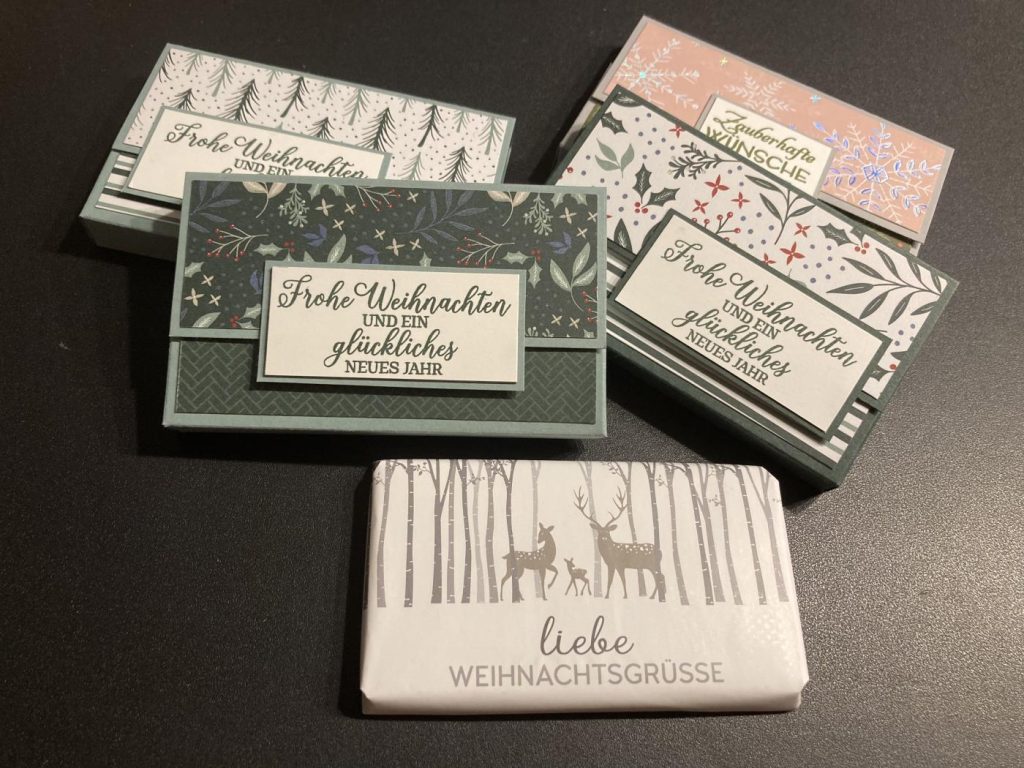 Frohe Weihnachten
UND EIN
Zauberhafte
WÜNSCHE
Frohe Weihnachten
UND EIN
glückliches
NEUES JAHR
Frohe Weihnachten
UND EIN
glückliches
NEUES JAHR
liebe
WEIHNACHTSGRÜSSE